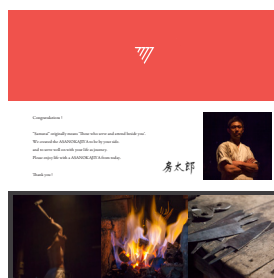 Congratulations !
"Samurai" originally means "Those who serve and attend beside you".
We created the ASANOKAJIYA to be by your side.
and to serve well on with your life as journey.
Please enjoy life with a ASANOKAJIYA from today.
Thank you !
房太郎